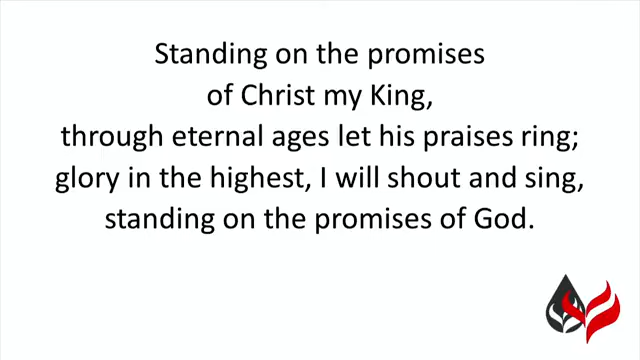 Standing on the promises
of Christ my King,
through eternal ages let his praises ring;
glory in the highest, I will shout and sing,
standing on the promises of God.